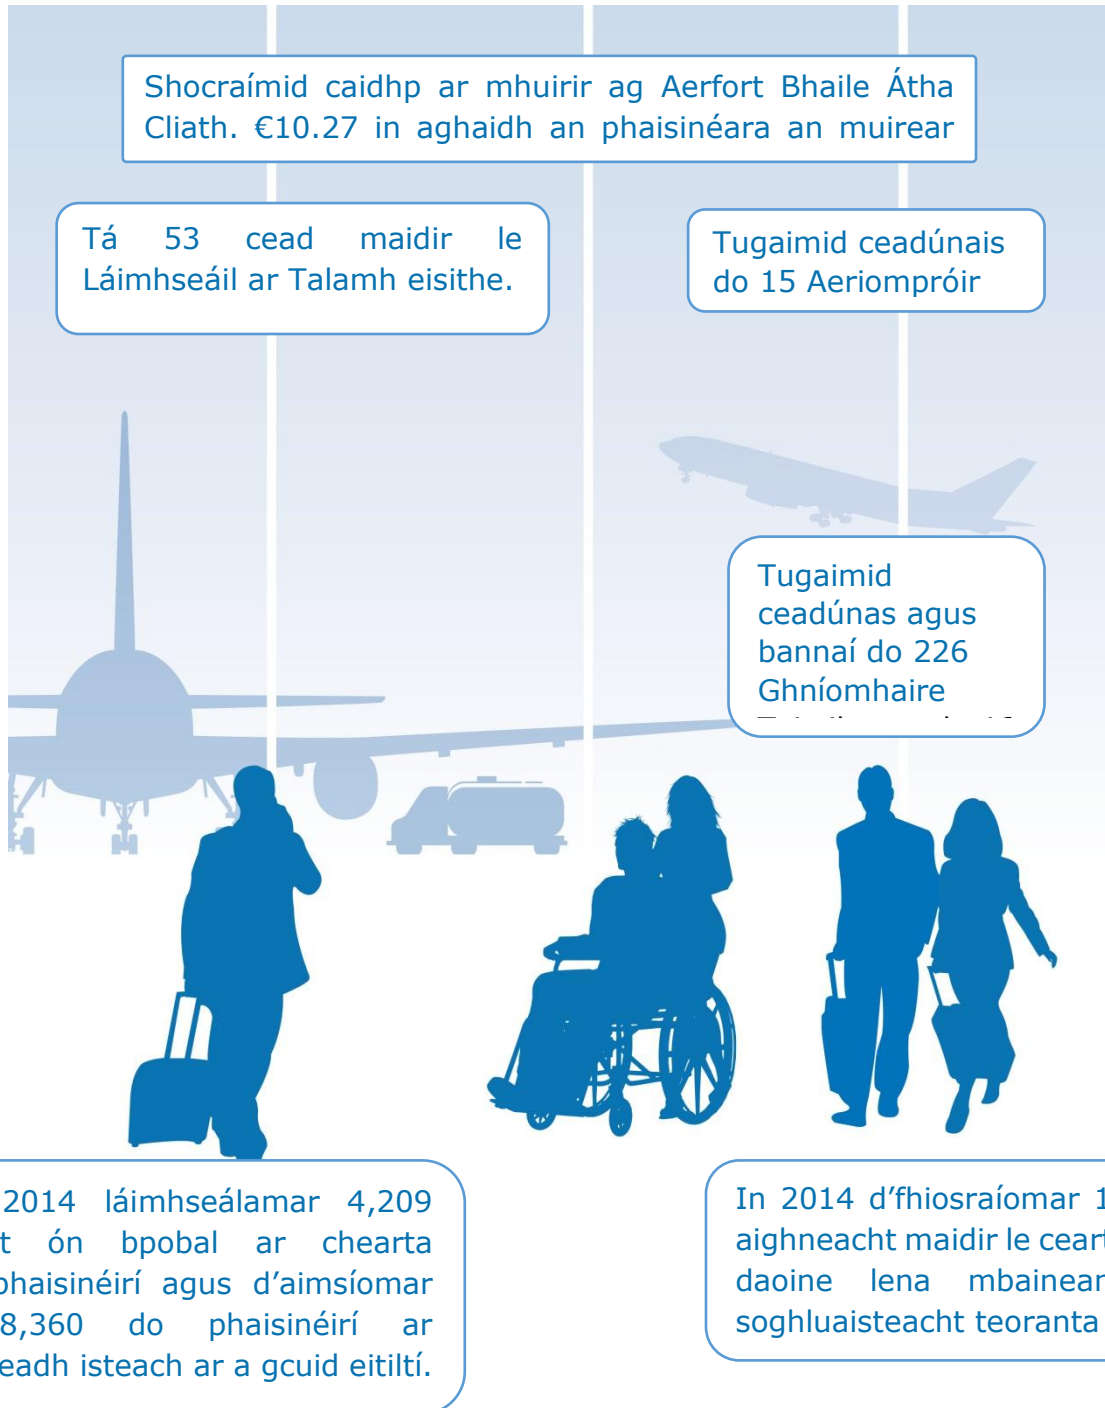 Shocraímid caidhp ar mhuirir ag Aerfort Bhaile Átha
Cliath. €10.27 in aghaidh an phaisinéara an muirear
Tá 53 cead maidir le
Láimhseáil ar Talamh eisithe.
Tugaimid ceadúnais
do 15 Aeriompróir
Tugaimid
ceadúnas agus
bannaí do 226
Ghníomhaire
2014 láimhseálamar 4,209
ón bpobal ar chearta
phaisinéirí agus d'aimsíomar
8,360 do phaisinéirí ar
isteach ar a gcuid eitiltí.
In 2014 d'fhiosraíomar
aighneacht maidir le
daoine lena
soghluaisteacht teoranta